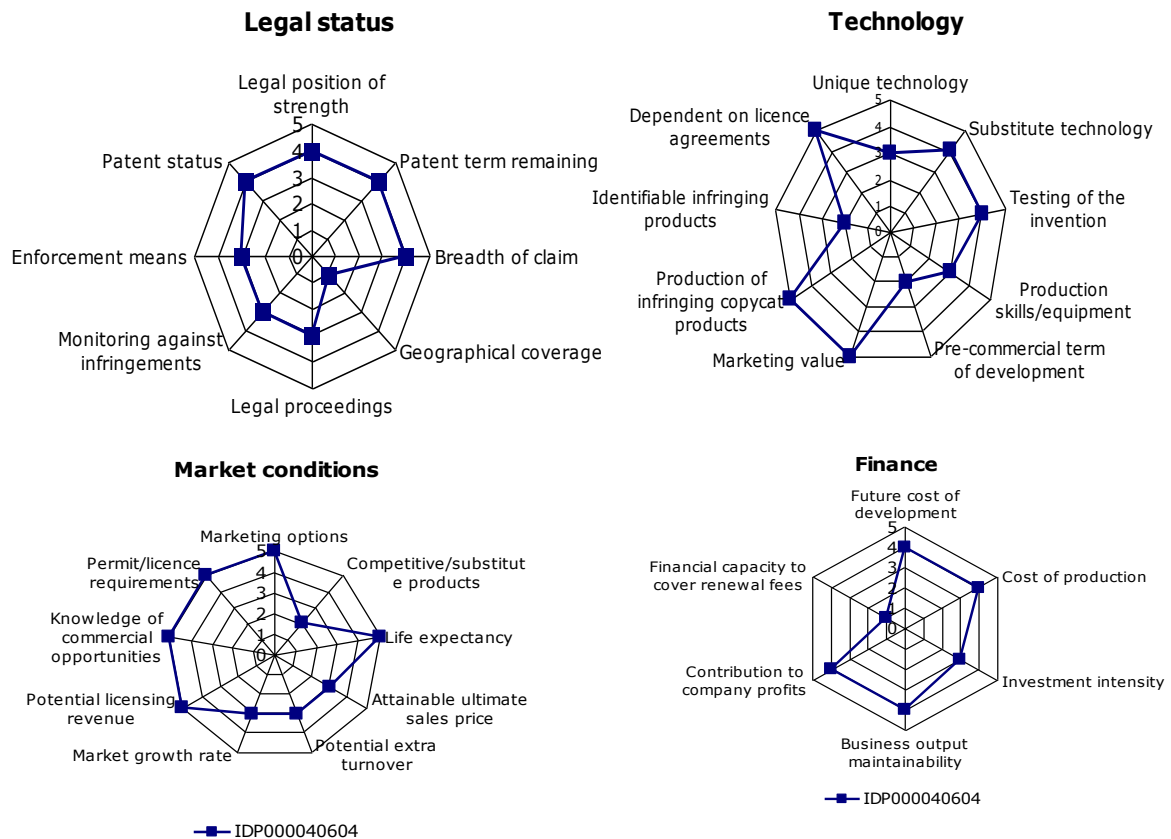 Legal status
Legal position of
strength
5
4
3
2
1
0
Patent term remaining
Breadth of claim
Geographical coverage
Legal proceedings
Monitoring against
infringements
Enforcement means
Patent status
Technology
Unique technology
5
4
3
2
1
0
Substitute technology
Testing of the
invention
Production
skills/equipment
Pre-commercial term
of development
Marketing value
Production of
infringing copycat
products
Identifiable infringing
products
Dependent on licence
agreements
Market conditions
Marketing options
5
4
3
2
1
0
Competitive/substitut
e products
Life expectancy
Attainable ultimate
sales price
Potential extra
turnover
Market growth rate
Potential licensing
revenue
Knowledge of
commercial
opportunities
Permit/licence
requirements
IDP000040604
Finance
Future cost of
development
5
4
3
2
1
0
Cost of production
Investment intensity
Business output
maintainability
Contribution to
company profits
Financial capacity to
cover renewal fees
IDP000040604